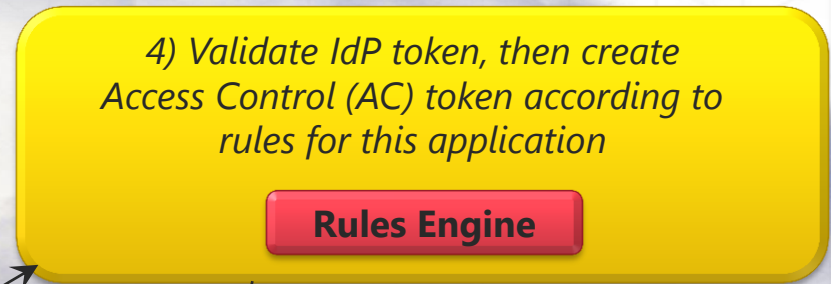 4) Validate IdP token, then create
Access Control (AC) token according to
rules for this application
Rules Engine